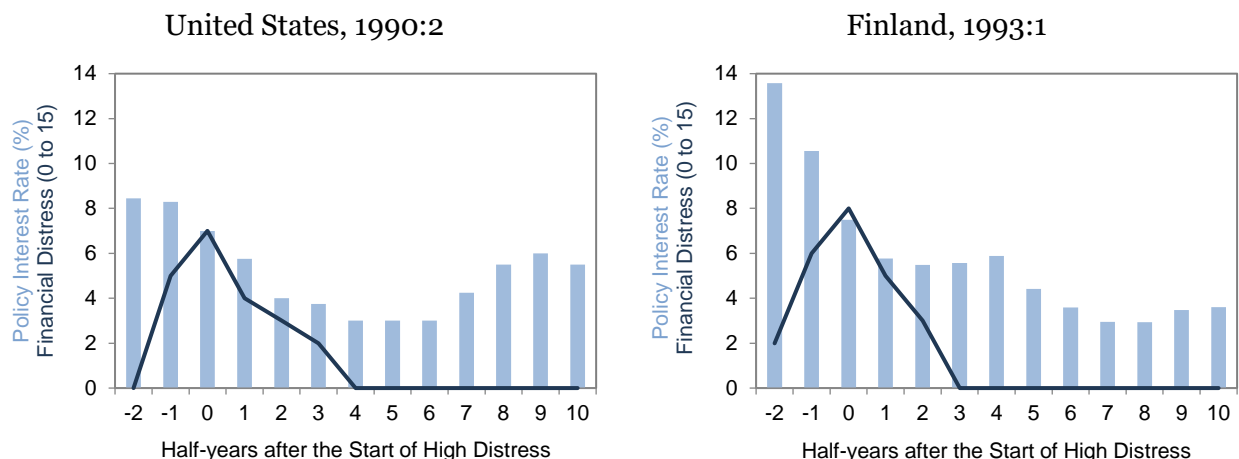 United States, 1990:2
Policy Interest Rate (%)
Financial Distress (0 to 15)
14
12
10
8
6
4
2
0
-2 -1 0 1 2 3 4 5 6 7 8 9 10
Half-years after the Start of High Distress
Finland, 1993:1
Policy Interest Rate (%)
Financial Distress (0 to 15)
14
12
10
8
6
4
2
0
-2 -1 0 1 2 3 4 5 6 7 8 9 10
Half-years after the Start of High Distress